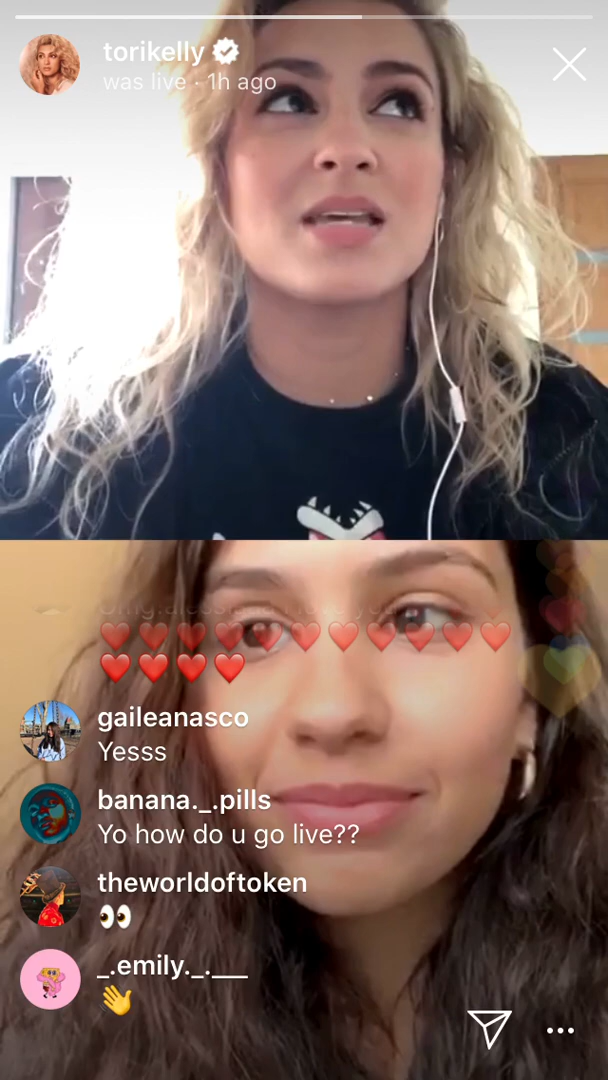 torikelly
was live · 1h ago
❤️❤️❤️❤️❤️❤️❤️❤️❤️❤️❤️
❤️❤️❤️❤️
gaileanasco
Yesss
banana._.pills
Yo how do u go live??
theworldoftoken
👀
_.emily._.___
👋